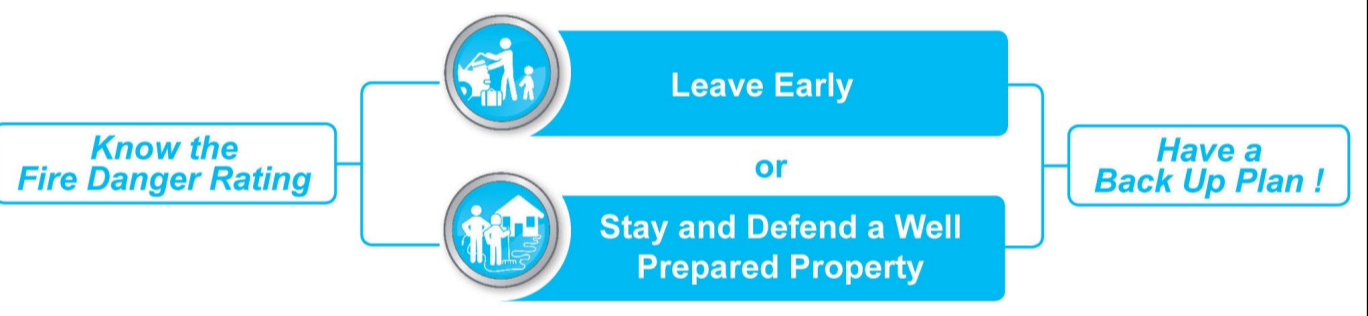 Know the
Fire Danger Rating
Leave Early
or
Stay and Defend a Well
Prepared Property
Have a
Back Up Plan !